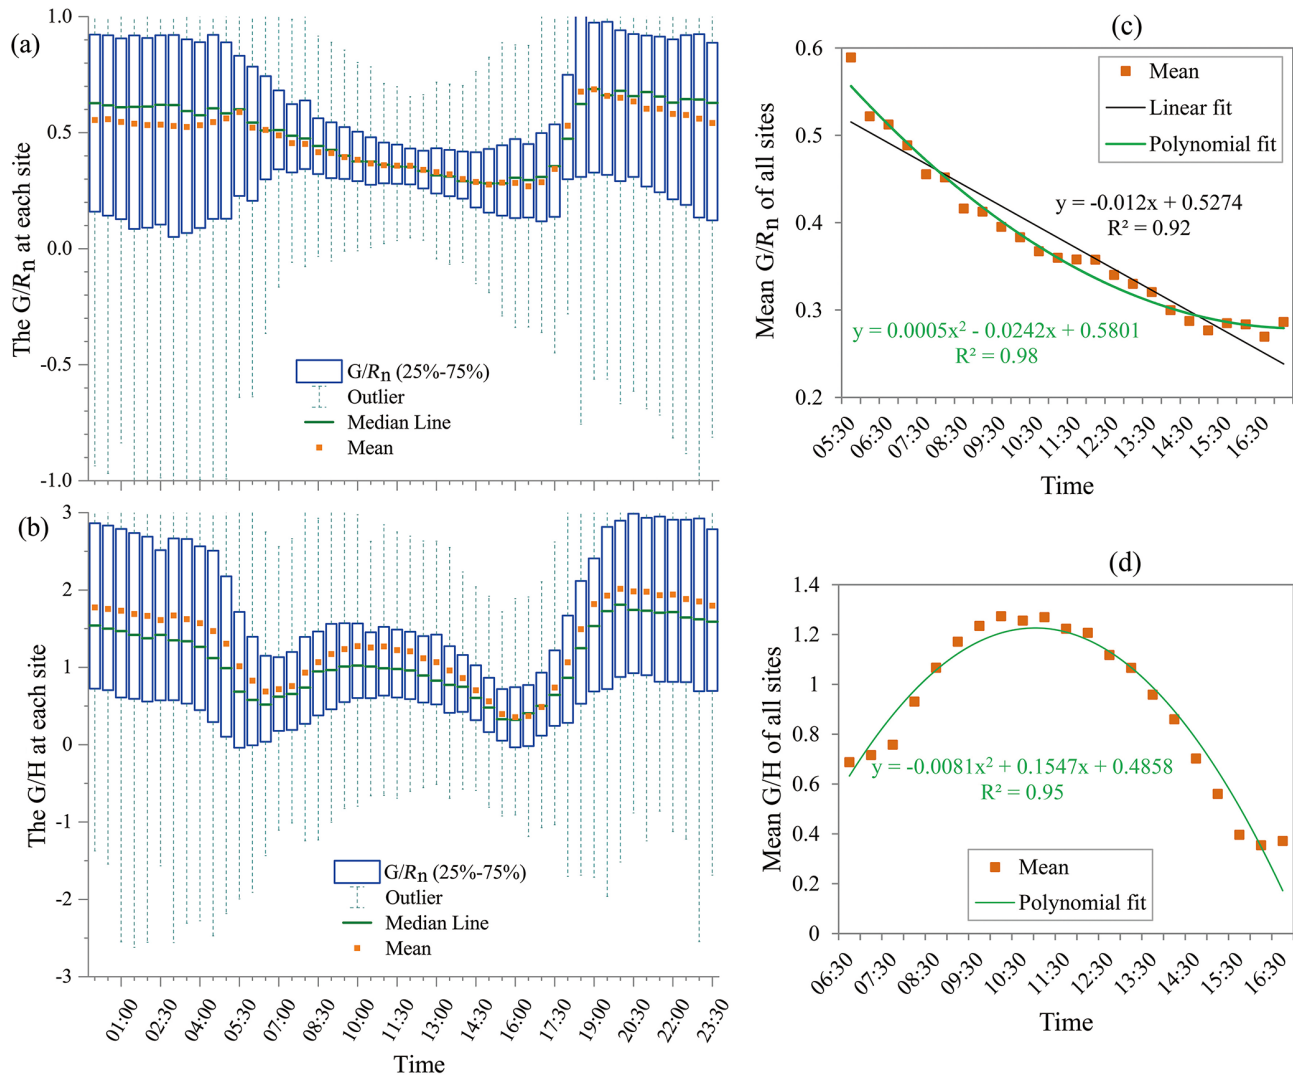 (a)
The G/Rn at each site
1.0
0.5
0.0
-0.5
-1.0
G/Rn (25%-75%)
Outlier
Median Line
Mean
(b)
The G/H at each site
3
2
1
0
-1
-2
-3
G/Rn (25%-75%)
Outlier
Median Line
Mean
01:00 02:30 04:00 05:30 07:00 08:30 10:00 11:30 13:00 14:30 16:00 17:30 19:00 20:30 22:00 23:30
Time
(c)
Mean G/Rn of all sites
0.6
0.5
0.4
0.3
0.2
Mean
Linear fit
Polynomial fit
y = -0.012x + 0.5274
R² = 0.92
y = 0.0005x² - 0.0242x + 0.5801
R² = 0.98
05:30 06:30 07:30 08:30 09:30 10:30 11:30 12:30 13:30 14:30 15:30 16:30
Time
(d)
Mean G/H of all sites
1.4
1.2
1
0.8
0.6
0.4
0.2
0
y = -0.0081x² + 0.1547x + 0.4858
R² = 0.95
Mean
Polynomial fit
06:30 07:30 08:30 09:30 10:30 11:30 12:30 13:30 14:30 15:30 16:30
Time